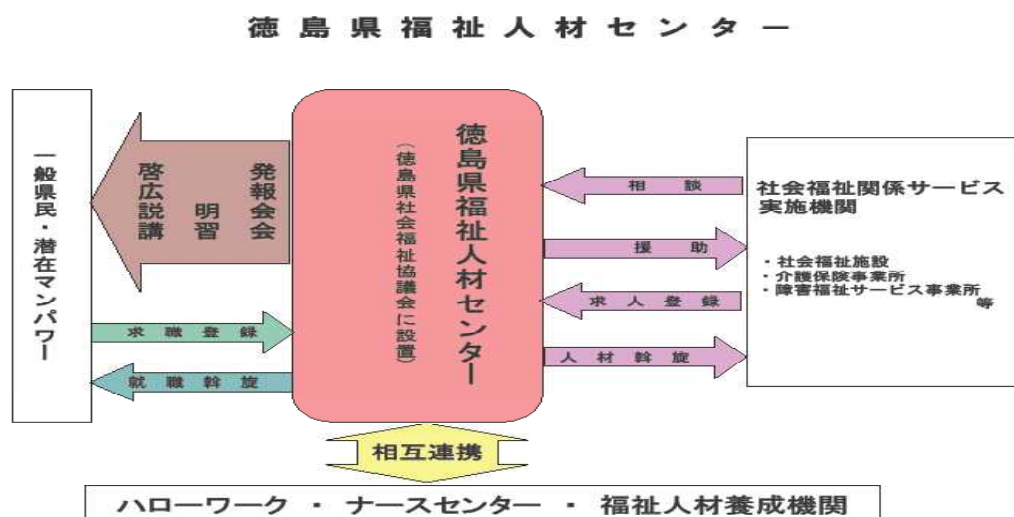 徳島県福祉人材センター
一般県民・潜在マンパワー
啓発
広報
説明会
講習会
求職登録
就職斡旋
徳島県福祉人材センター
（徳島県社会福祉協議会に設置）
相談
援助
求人登録
人材斡旋
社会福祉関係サービス
実施機関
・社会福祉施設
・介護保険事業所
・障害福祉サービス事業所
等
相互連携
ハローワーク ・ ナースセンター ・ 福祉人材養成機関